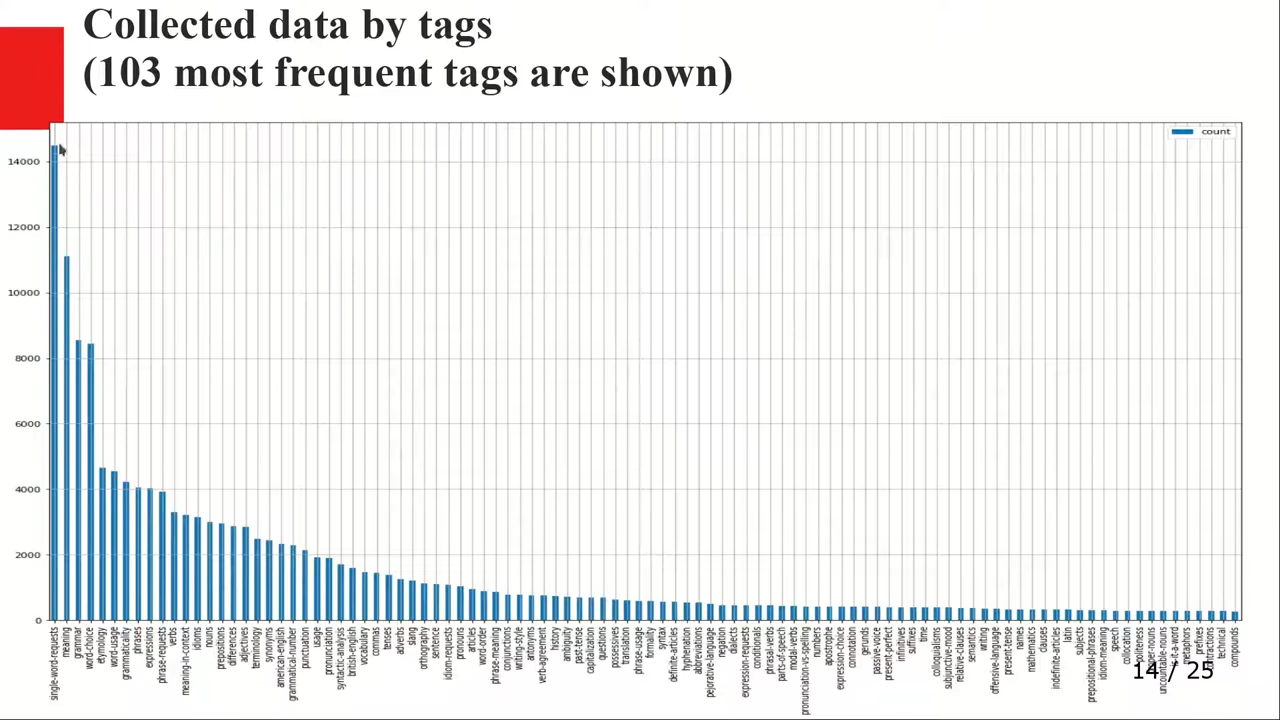 Collected data by tags
(103 most frequent tags are shown)
count
14000
12000
10000
8000
6000
4000
2000
0
single-word-requests
meaning
grammar
word-choice
etymology
word-usage
grammaticality
phrases
expressions
phrase-requests
verbs
meaning-in-context
idioms
nouns
prepositions
differences
adjectives
terminology
synonyms
american-english
grammatical-number
punctuation
usage
pronunciation
syntactic-analysis
british-english
vocabulary
commas
tenses
adverbs
slang
orthography
sentence
idiom-requests
pronouns
articles
word-order
phrase-meaning
conjunctions
writing-style
antonyms
verb-agreement
history
ambiguity
past-tense
capitalization
questions
possessives
translation
phrase-usage
formality
syntax
definite-articles
hyphenation
abbreviations
pejorative-language
negation
dialects
expression-requests
conditionals
phrasal-verbs
parts-of-speech
modal-verbs
pronunciation-vs-spelling
numbers
apostrophe
expression-choice
connotation
gerunds
passive-voice
present-perfect
infinitives
suffixes
time
colloquialisms
subjunctive-mood
relative-clauses
semantics
writing
offensive-language
present-tense
names
mathematics
clauses
indefinite-articles
latin
subjects
prepositional-phrases
idiom-meaning
speech
collocation
politeness
uncountable-nouns
is-it-a-word
metaphors
prefixes
technical
compounds
14 / 25